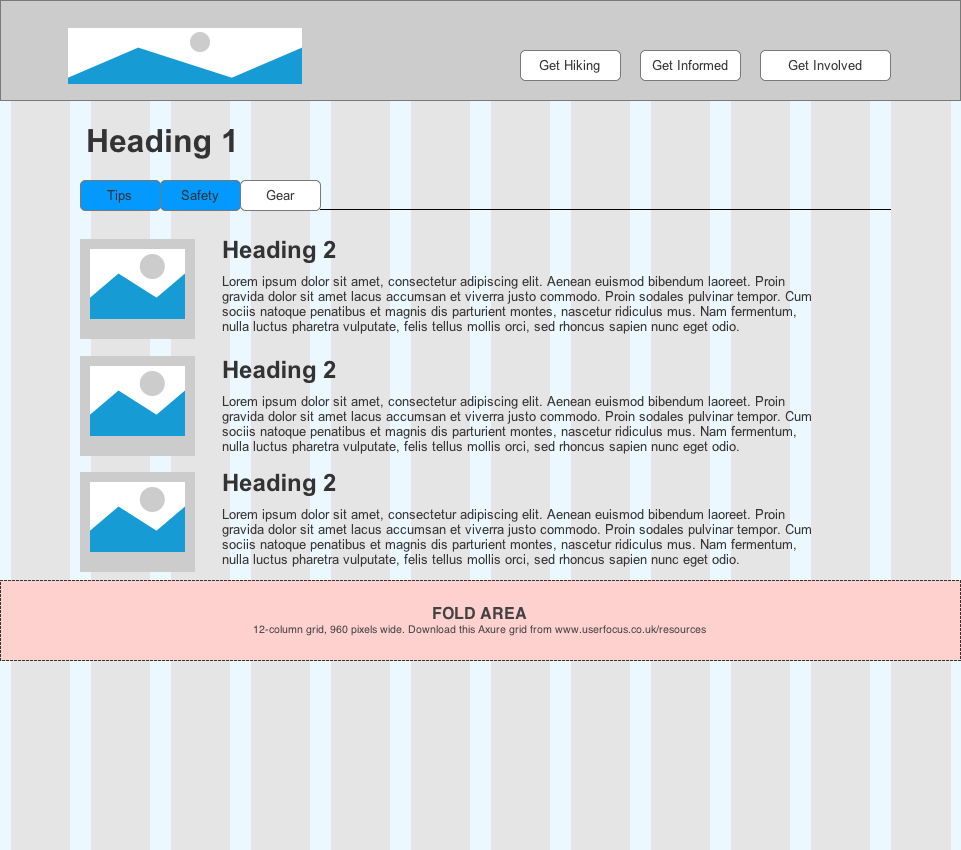 Get Hiking
Get Informed
Get Involved
Heading 1
Tips
Safety
Gear
Heading 2
Lorem ipsum dolor sit amet, consectetur adipiscing elit. Aenean euismod bibendum laoreet. Proin
gravida dolor sit amet lacus accumsan et viverra justo commodo. Proin sodales pulvinar tempor. Cum
sociis natoque penatibus et magnis dis parturient montes, nascetur ridiculus mus. Nam fermentum,
nulla luctus pharetra vulputate, felis tellus mollis orci, sed rhoncus sapien nunc eget odio.
Heading 2
Lorem ipsum dolor sit amet, consectetur adipiscing elit. Aenean euismod bibendum laoreet. Proin
gravida dolor sit amet lacus accumsan et viverra justo commodo. Proin sodales pulvinar tempor. Cum
sociis natoque penatibus et magnis dis parturient montes, nascetur ridiculus mus. Nam fermentum,
nulla luctus pharetra vulputate, felis tellus mollis orci, sed rhoncus sapien nunc eget odio.
Heading 2
Lorem ipsum dolor sit amet, consectetur adipiscing elit. Aenean euismod bibendum laoreet. Proin
gravida dolor sit amet lacus accumsan et viverra justo commodo. Proin sodales pulvinar tempor. Cum
sociis natoque penatibus et magnis dis parturient montes, nascetur ridiculus mus. Nam fermentum,
nulla luctus pharetra vulputate, felis tellus mollis orci, sed rhoncus sapien nunc eget odio.
FOLD AREA
12-column grid, 960 pixels wide. Download this Axure grid from www.userfocus.co.uk/resources